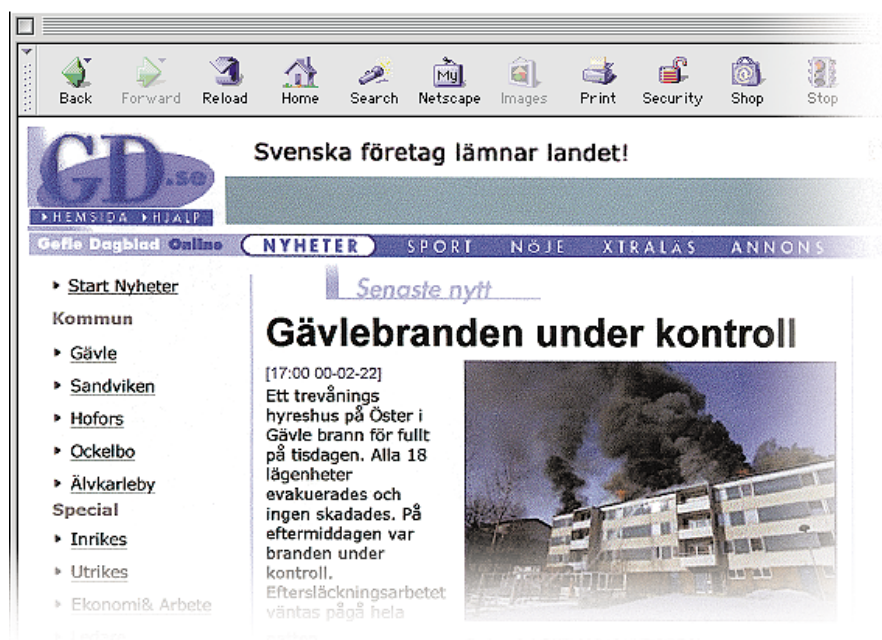 Back Forward Reload Home Search Netscape Images Print Security Shop Stop
My
GD.se
HEMSIDA HJÄLP
Svenska företag lämnar landet!
Gefle Dagblad Online
NYHETER SPORT NÖJE XTRALÄS ANNONS
Start Nyheter
Kommun
Gävle
Sandviken
Hofors
Ockelbo
Älvkarleby
Special
Inrikes
Utrikes
Ekonomi& Arbete
Senaste nytt
Gävlebranden under kontroll
[17:00 00-02-22]
Ett trevånings
hyreshus på Öster i
Gävle brann för fullt
på tisdagen. Alla 18
lägenheter
evakuerades och
ingen skadades. På
eftermiddagen var
branden under
kontroll.
Eftersläckningsarbetet
väntas pågå hela